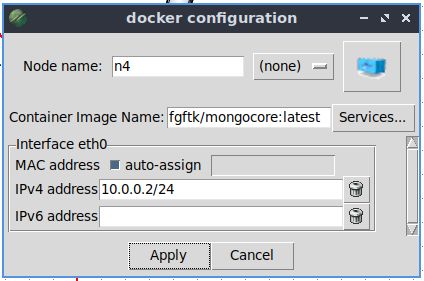 docker configuration
Node name: n4 (none)
Container Image Name: fgftk/mongocore:latest Services...
Interface eth0
MAC address auto-assign
IPv4 address 10.0.0.2/24
IPv6 address
Apply Cancel